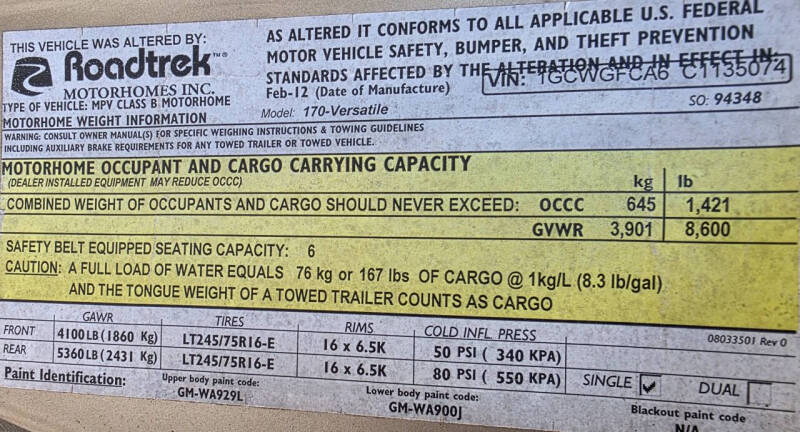 THIS VEHICLE WAS ALTERED BY:
Roadtrek™
MOTORHOMES INC.
TYPE OF VEHICLE: MPV CLASS B MOTORHOME
MOTORHOME WEIGHT INFORMATION
AS ALTERED IT CONFORMS TO ALL APPLICABLE U.S. FEDERAL
MOTOR VEHICLE SAFETY, BUMPER, AND THEFT PREVENTION
STANDARDS AFFECTED BY THE ALTERATION AND IN EFFECT IN:
Feb-12 (Date of Manufacture)
VIN: 1GCWGFCA6 C1135074
Model: 170-Versatile
SO: 94348
WARNING: CONSULT OWNER MANUAL(S) FOR SPECIFIC WEIGHING INSTRUCTIONS & TOWING GUIDELINES
INCLUDING AUXILIARY BRAKE REQUIREMENTS FOR ANY TOWED TRAILER OR TOWED VEHICLE.
MOTORHOME OCCUPANT AND CARGO CARRYING CAPACITY
(DEALER INSTALLED EQUIPMENT MAY REDUCE OCCC)
kg lb
COMBINED WEIGHT OF OCCUPANTS AND CARGO SHOULD NEVER EXCEED: OCCC 645 1,421
GVWR 3,901 8,600
SAFETY BELT EQUIPPED SEATING CAPACITY: 6
CAUTION: A FULL LOAD OF WATER EQUALS 76 kg or 167 lbs OF CARGO @ 1kg/L (8.3 lb/gal)
AND THE TONGUE WEIGHT OF A TOWED TRAILER COUNTS AS CARGO
08033501 Rev 0
GAWR TIRES RIMS COLD INFL. PRESS
FRONT 4100LB (1860 Kg) LT245/75R16-E 16 x 6.5K 50 PSI ( 340 KPA)
REAR 5360LB (2431 Kg) LT245/75R16-E 16 x 6.5K 80 PSI ( 550 KPA) SINGLE ✓ DUAL
Paint Identification:
Upper body paint code:
GM-WA929L
Lower body paint code:
GM-WA900J
Blackout paint code
N/A